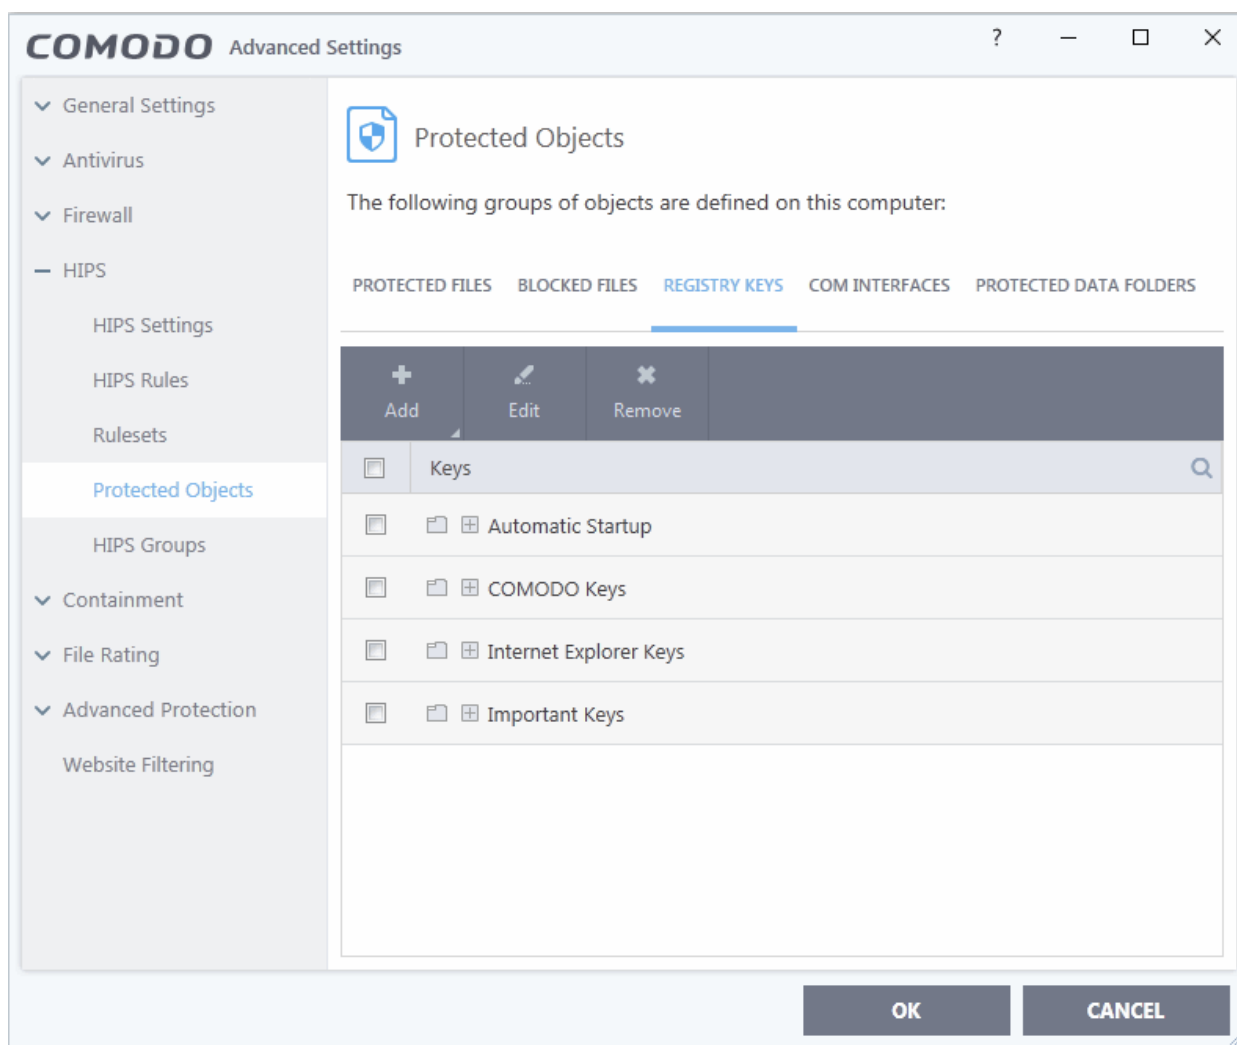 COMODO Advanced Settings ?
General Settings
Antivirus
Firewall
HIPS
HIPS Settings
HIPS Rules
Rulesets
Protected Objects
HIPS Groups
Containment
File Rating
Advanced Protection
Website Filtering
Protected Objects
The following groups of objects are defined on this computer:
PROTECTED FILES BLOCKED FILES REGISTRY KEYS COM INTERFACES PROTECTED DATA FOLDERS
Add Edit Remove
Keys
Automatic Startup
COMODO Keys
Internet Explorer Keys
Important Keys
OK CANCEL